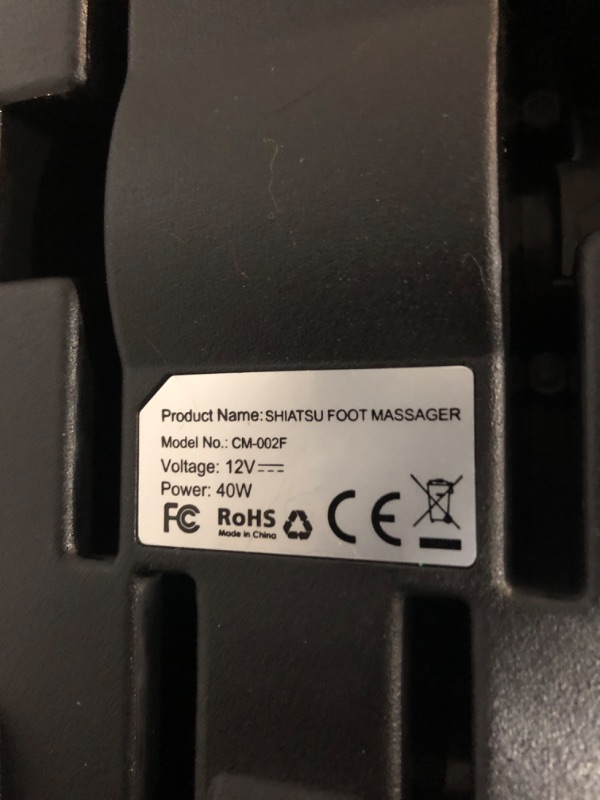 Product Name: SHIATSU FOOT MASSAGER
Model No.: CM-002F
Voltage: 12V⎓
Power: 40W
FC RoHS CE
Made in China